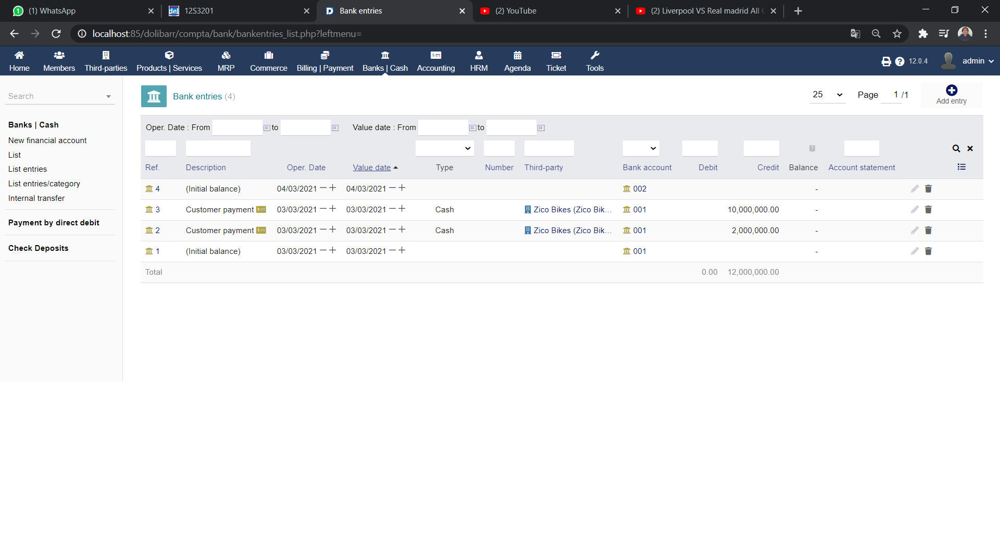 (1) WhatsApp
del 12S3201
Bank entries
(2) YouTube
(2) Liverpool VS Real madrid All
localhost:85/dolibarr/compta/bank/bankentries_list.php?leftmenu=
Home Members Third-parties Products | Services MRP Commerce Billing | Payment Banks | Cash Accounting HRM Agenda Ticket Tools
12.0.4 admin
Search
Banks | Cash
New financial account
List
List entries
List entries/category
Internal transfer
Payment by direct debit
Check Deposits
Bank entries (4)
25 Page 1 /1
Add entry
Oper. Date : From to Value date : From to
Ref. Description Oper. Date Value date Type Number Third-party Bank account Debit Credit Balance Account statement
4 (Initial balance) 04/03/2021 04/03/2021 002 -
3 Customer payment 03/03/2021 03/03/2021 Cash Zico Bikes (Zico Bik... 001 10,000,000.00 -
2 Customer payment 03/03/2021 03/03/2021 Cash Zico Bikes (Zico Bik... 001 2,000,000.00 -
1 (Initial balance) 03/03/2021 03/03/2021 001 -
Total 0.00 12,000,000.00